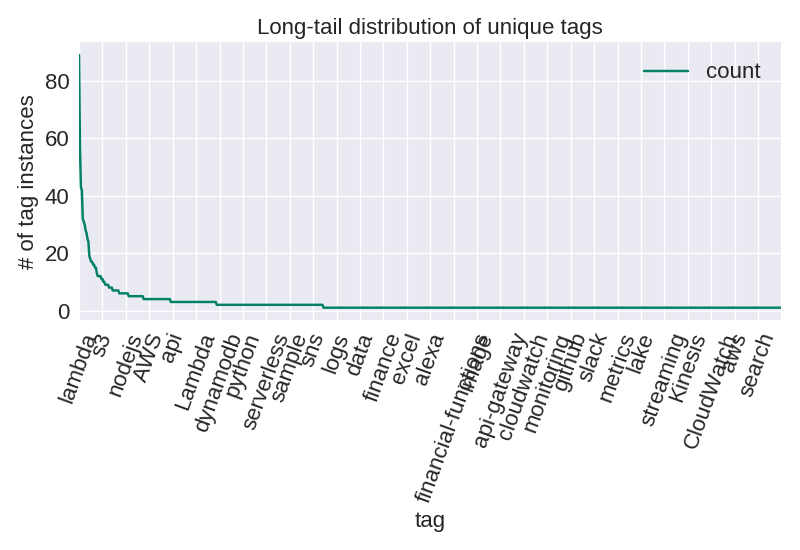 Long-tail distribution of unique tags
count
# of tag instances
80
60
40
20
0
lambda
s3
nodejs
AWS
api
Lambda
dynamodb
python
serverless
sample
sns
logs
data
finance
excel
alexa
financial-functions
image
api-gateway
cloudwatch
monitoring
github
slack
metrics
lake
streaming
Kinesis
CloudWatch
aws
search
tag